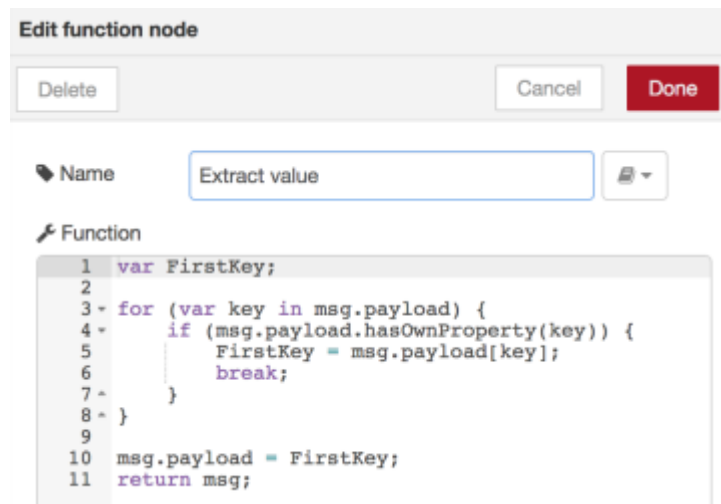 Edit function node
Delete Cancel Done
Name Extract value
Function
1 var FirstKey;
2
3 for (var key in msg.payload) {
4     if (msg.payload.hasOwnProperty(key)) {
5         FirstKey = msg.payload[key];
6         break;
7     }
8 }
9
10 msg.payload = FirstKey;
11 return msg;